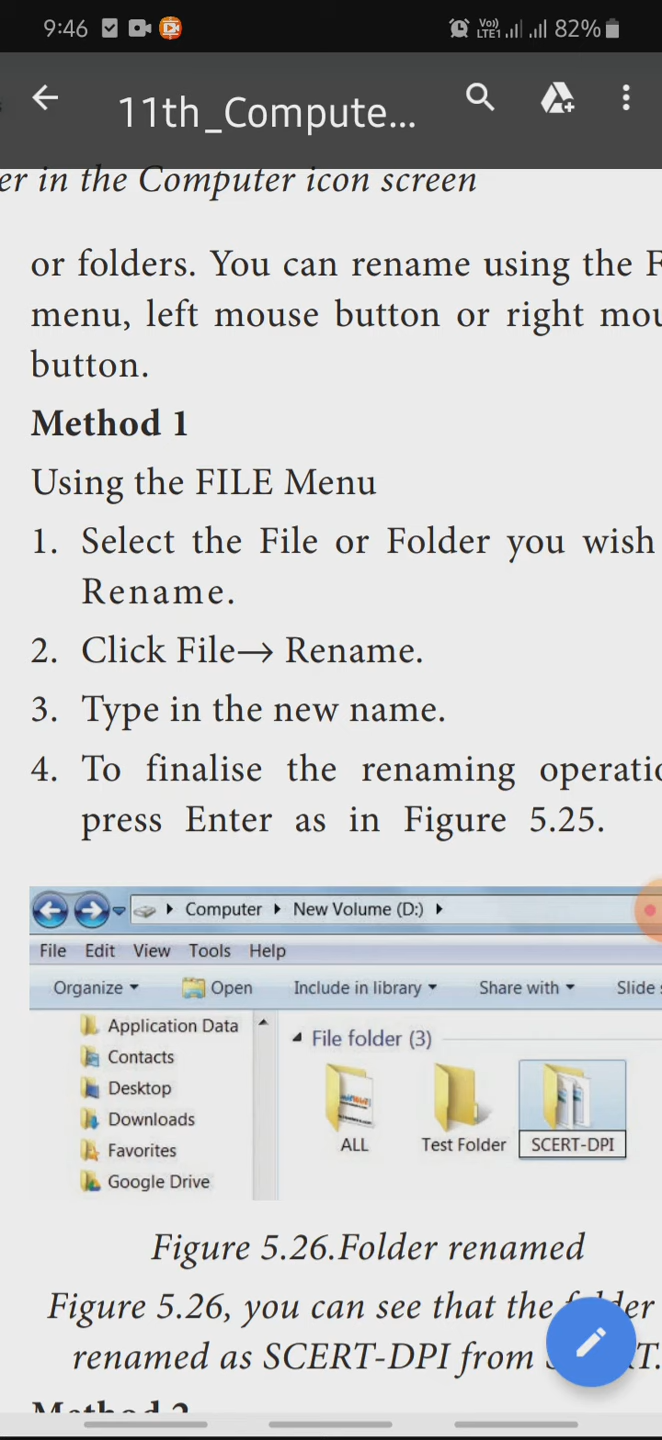 9:46
Vo)) LTE1 82%
11th_Compute...
er in the Computer icon screen
or folders. You can rename using the F
menu, left mouse button or right mou
button.
Method 1
Using the FILE Menu
1. Select the File or Folder you wish
Rename.
2. Click File→ Rename.
3. Type in the new name.
4. To finalise the renaming operatio
press Enter as in Figure 5.25.
Computer New Volume (D:)
File Edit View Tools Help
Organize Open Include in library Share with Slide
Application Data
File folder (3)
Contacts
Desktop
Downloads
Favorites
Google Drive
ALL Test Folder SCERT-DPI
Figure 5.26.Folder renamed
Figure 5.26, you can see that the folder
renamed as SCERT-DPI from
Method 2